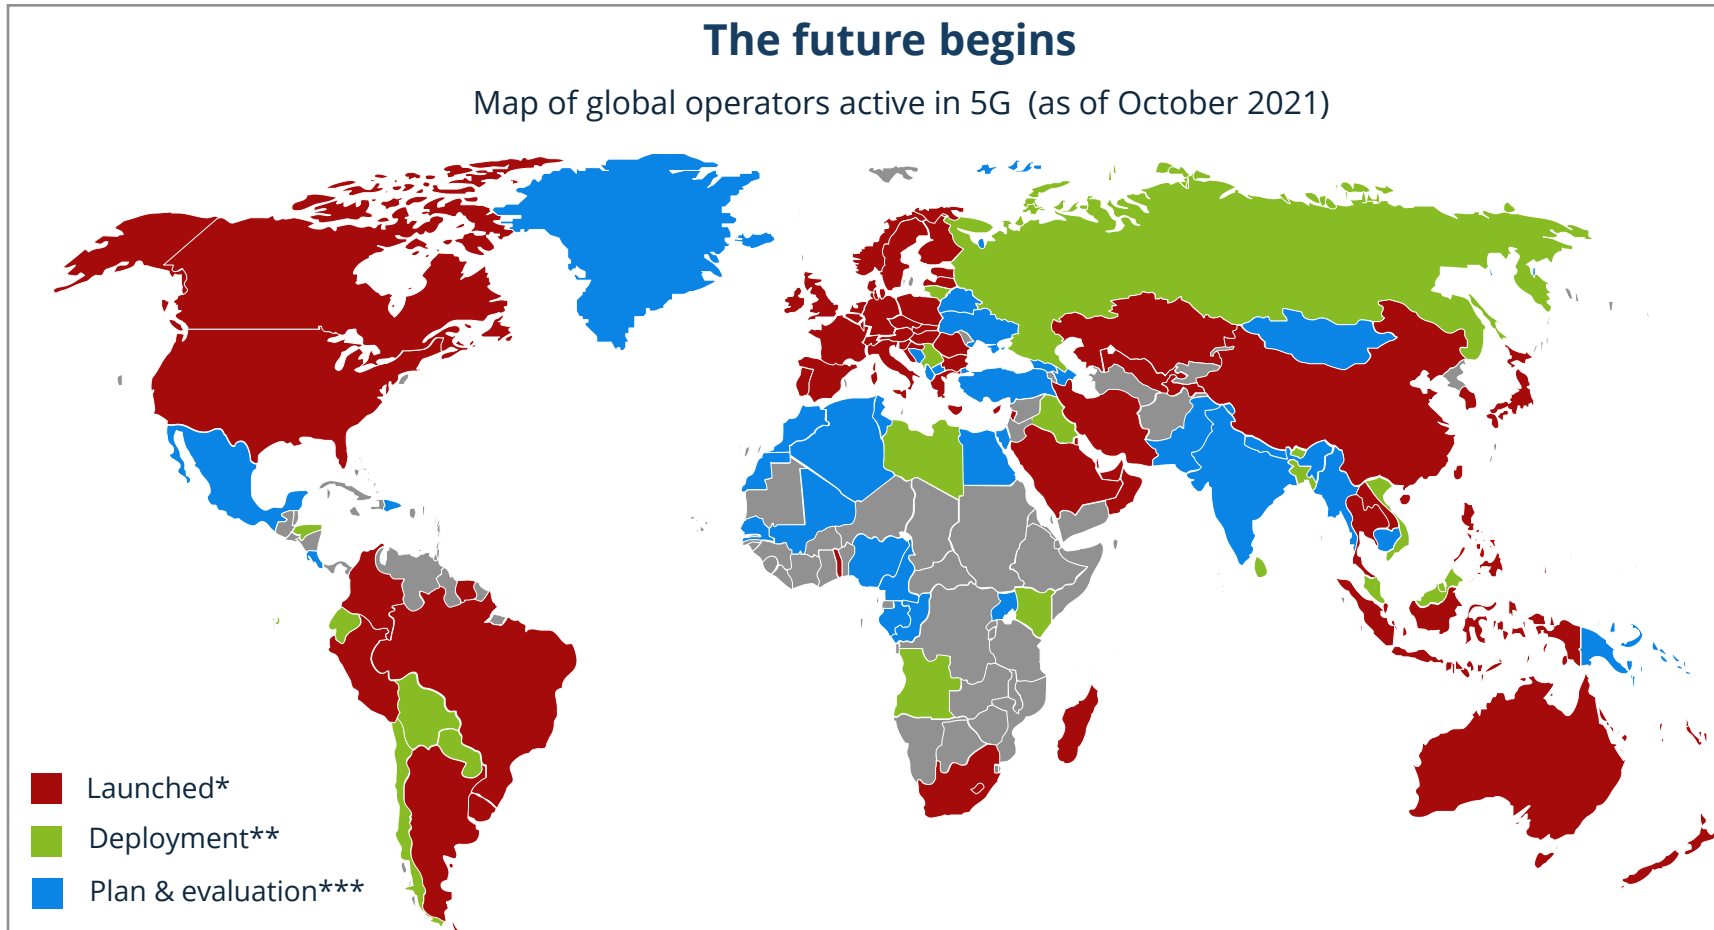 The future begins
Map of global operators active in 5G (as of October 2021)
Launched*
Deployment**
Plan & evaluation***